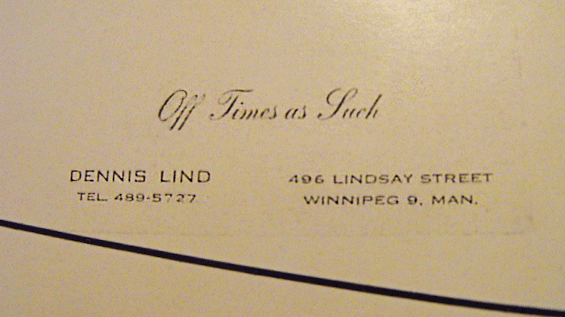 Off Times as Such
DENNIS LIND
TEL. 489-5727
496 LINDSAY STREET
WINNIPEG 9, MAN.